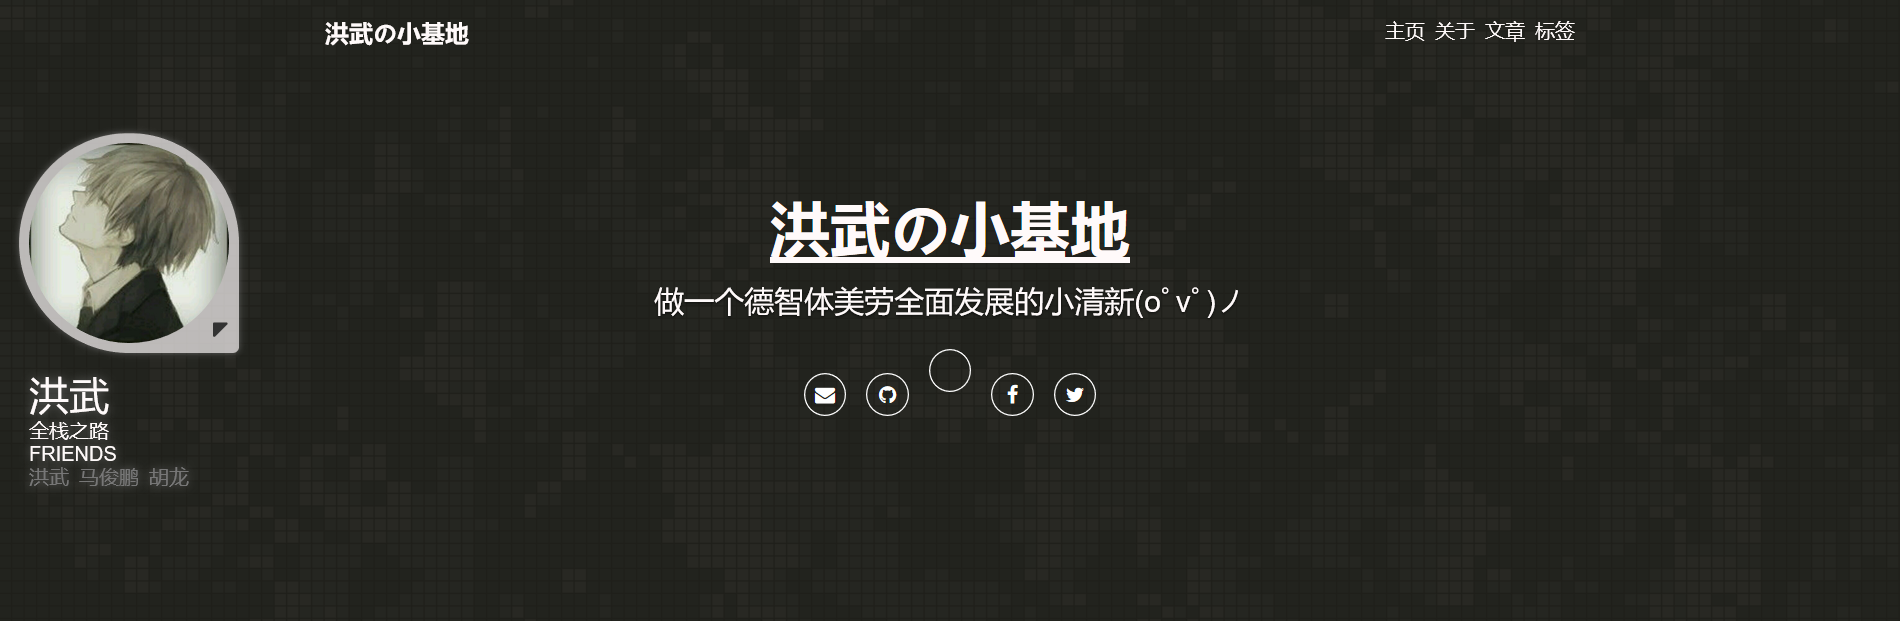 洪武の小基地
主页 关于 文章 标签
洪武の小基地
做一个德智体美劳全面发展的小清新(oﾟvﾟ)ノ
洪武
全栈之路
FRIENDS
洪武 马俊鹏 胡龙